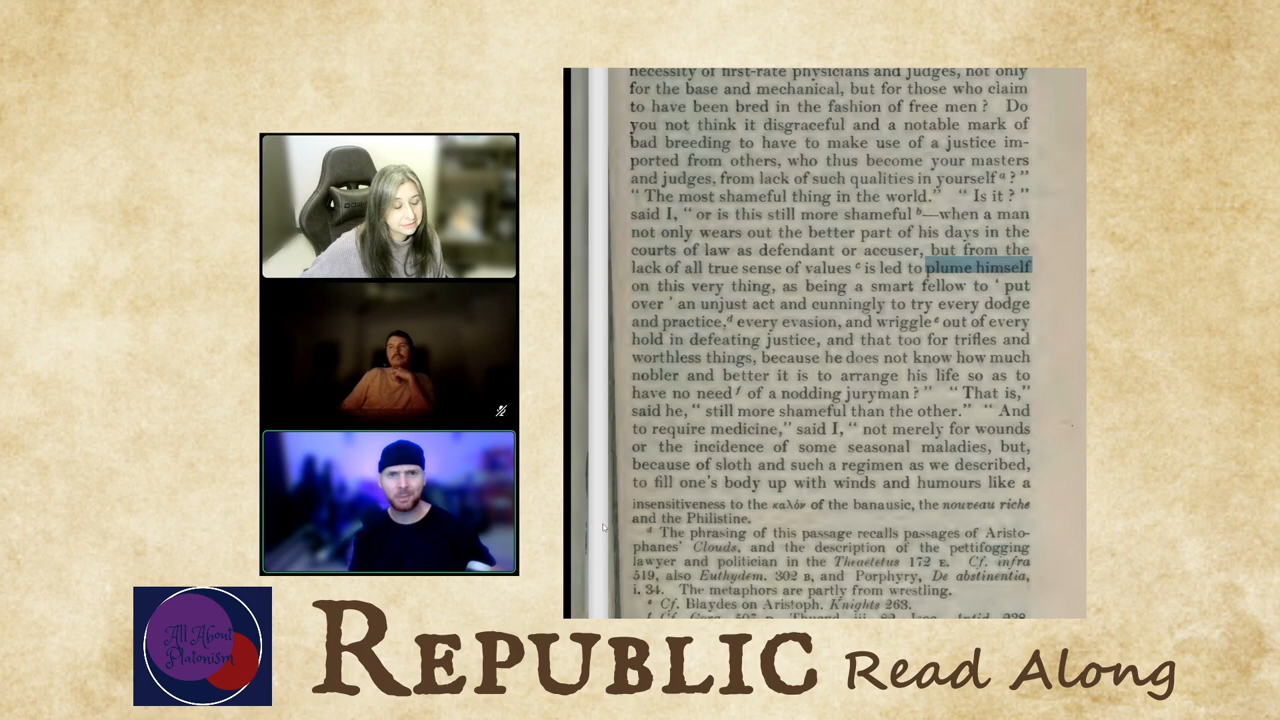 necessity of first-rate physicians and judges, not only
for the base and mechanical, but for those who claim
to have been bred in the fashion of free men ? Do
you not think it disgraceful and a notable mark of
bad breeding to have to make use of a justice im-
ported from others, who thus become your masters
and judges, from lack of such qualities in yourself a ? ”
“ The most shameful thing in the world.” “ Is it ? ”
said I, “ or is this still more shameful b—when a man
not only wears out the better part of his days in the
courts of law as defendant or accuser, but from the
lack of all true sense of values c is led to plume himself
on this very thing, as being a smart fellow to ‘ put
over ’ an unjust act and cunningly to try every dodge
and practice,d every evasion, and wriggle e out of every
hold in defeating justice, and that too for trifles and
worthless things, because he does not know how much
nobler and better it is to arrange his life so as to
have no need f of a nodding juryman ? ” “ That is,”
said he, “ still more shameful than the other.” “ And
to require medicine,” said I, “ not merely for wounds
or the incidence of some seasonal maladies, but,
because of sloth and such a regimen as we described,
to fill one’s body up with winds and humours like a
insensitiveness to the καλόν of the banausic, the nouveau riche
and the Philistine.
d The phrasing of this passage recalls passages of Aristo-
phanes’ Clouds, and the description of the pettifogging
lawyer and politician in the Theaetetus 172 E. Cf. infra
519, also Euthydem. 302 B, and Porphyry, De abstinentia,
i. 34. The metaphors are partly from wrestling.
e Cf. Blaydes on Aristoph. Knights 263.
All About
Platonism
REPUBLIC Read Along